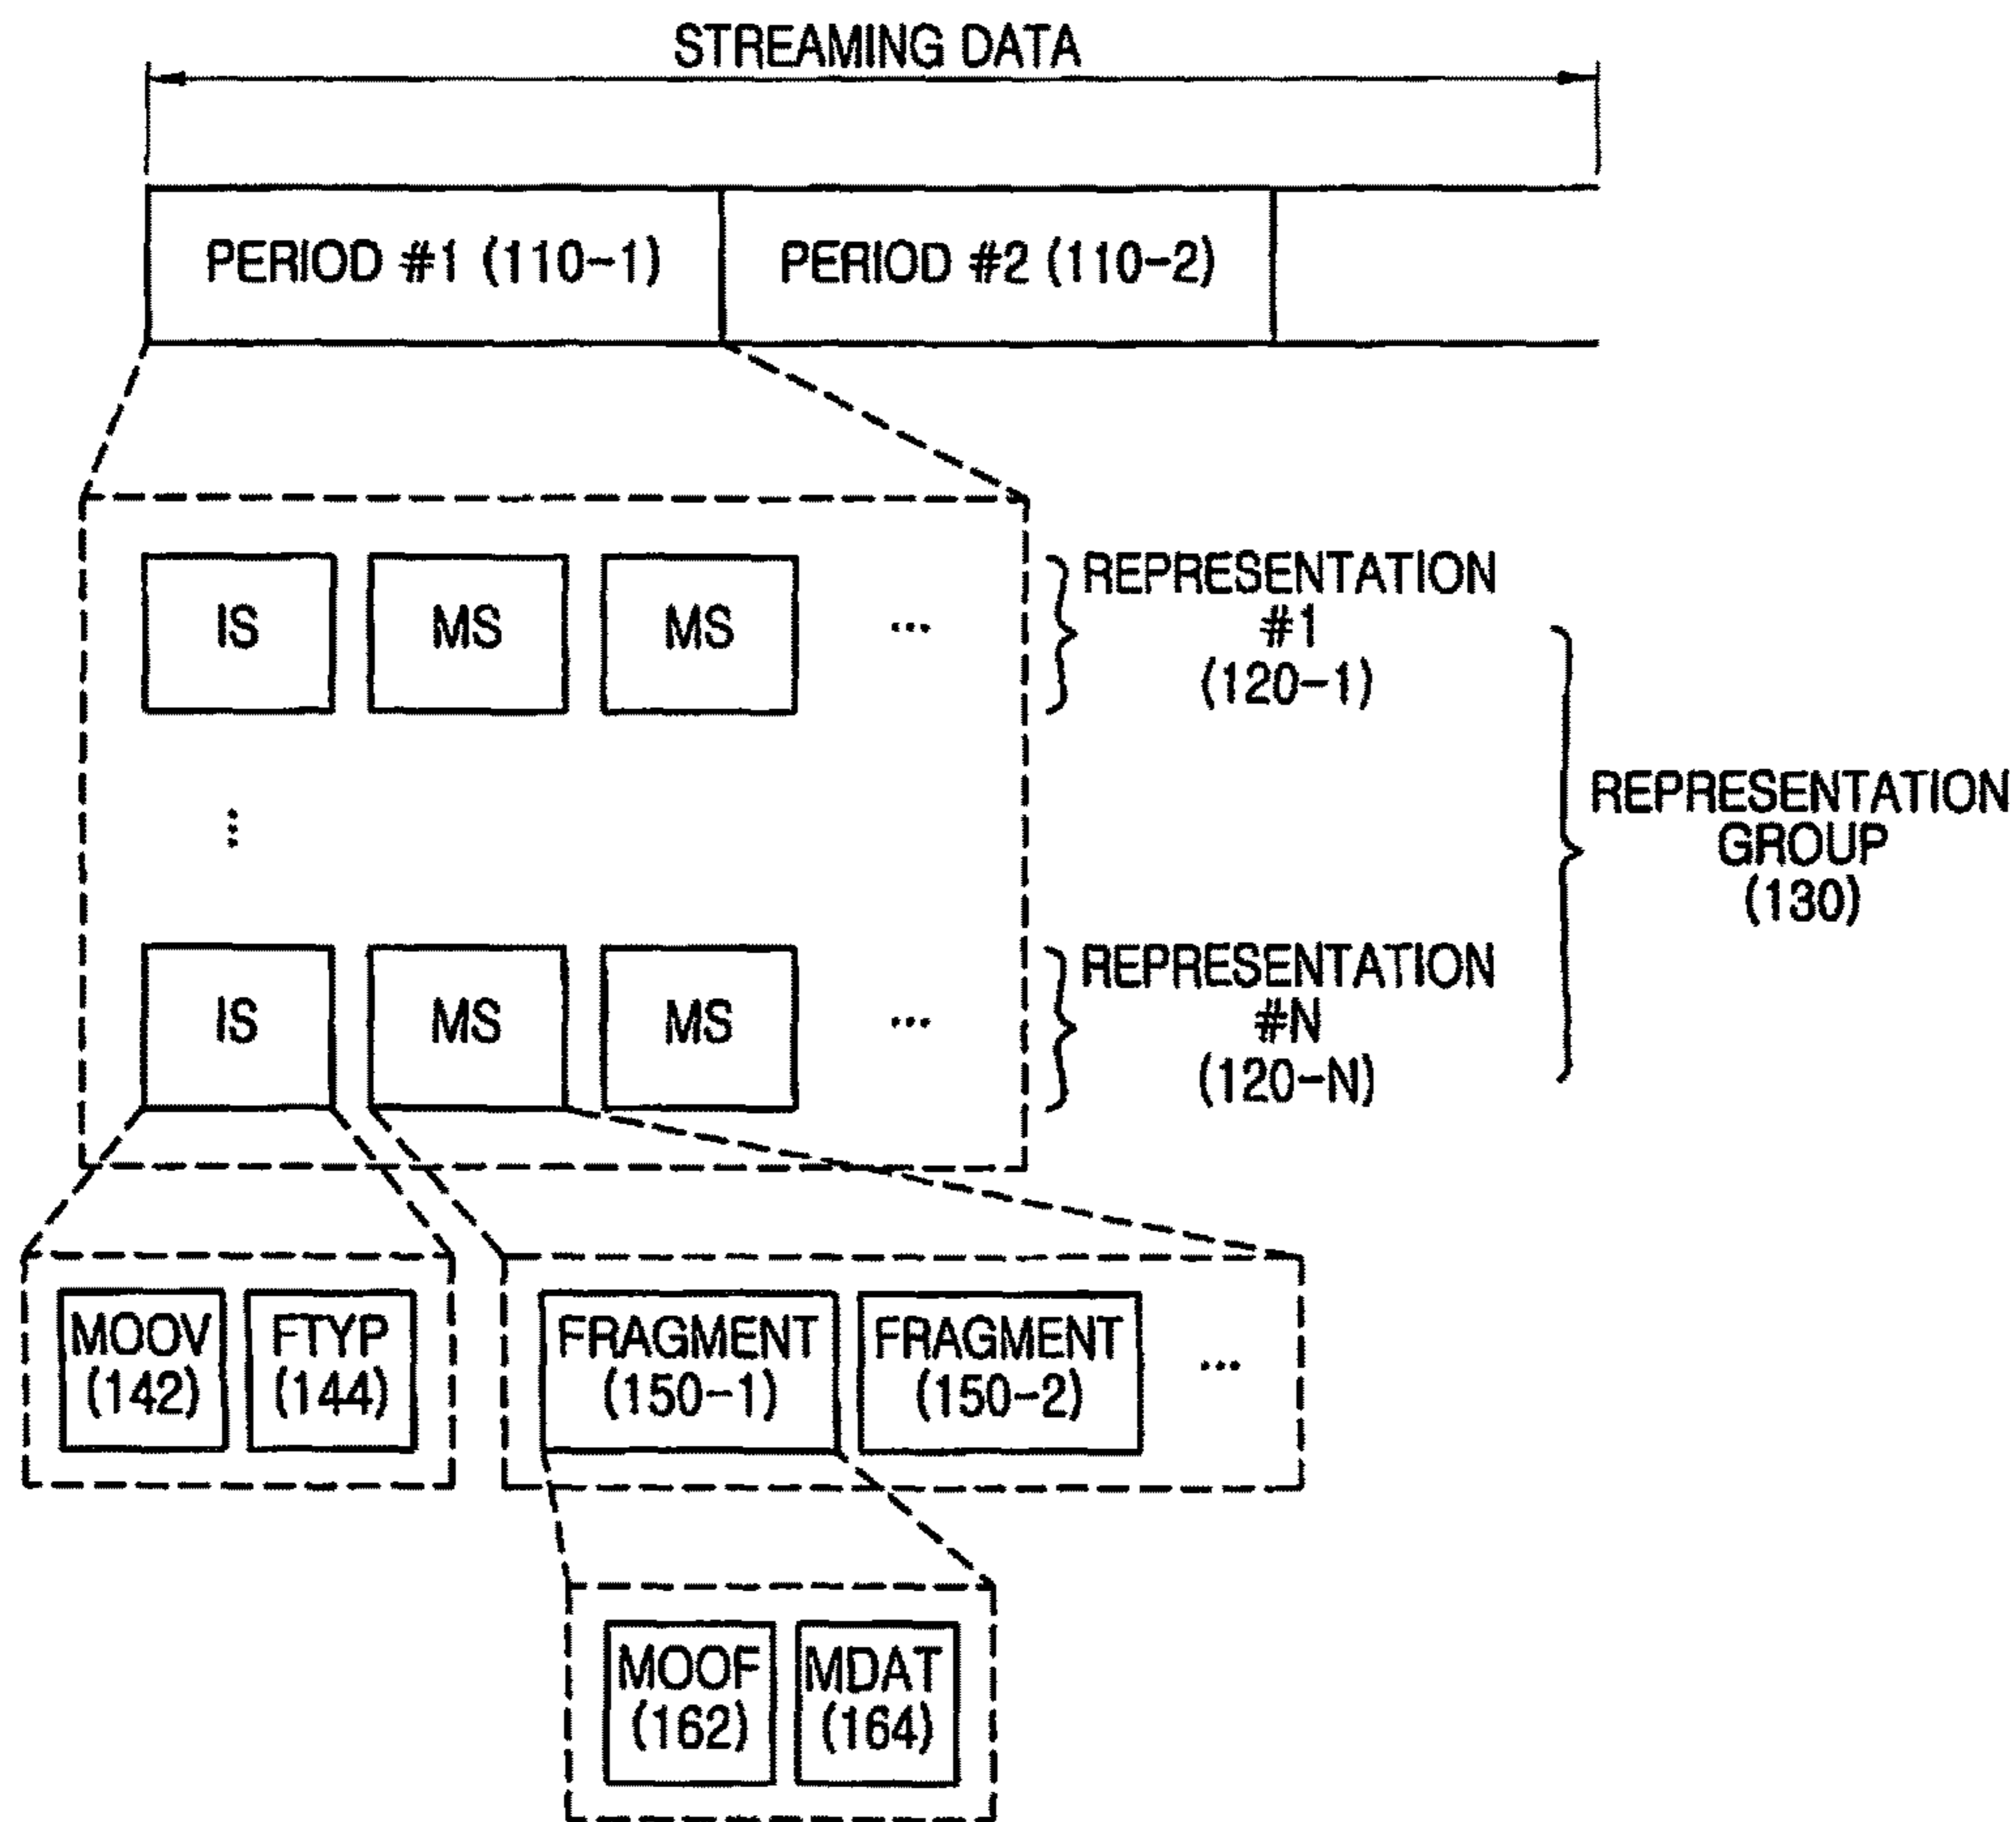 STREAMING DATA
PERIOD #1 (110-1)
PERIOD #2 (110-2)
IS
MS
MS
...
REPRESENTATION
#1
(120-1)
...
REPRESENTATION
GROUP
(130)
IS
MS
MS
...
REPRESENTATION
#N
(120-N)
MOOV
(142)
FTYP
(144)
FRAGMENT
(150-1)
FRAGMENT
(150-2)
...
MOOF
(162)
MDAT
(164)